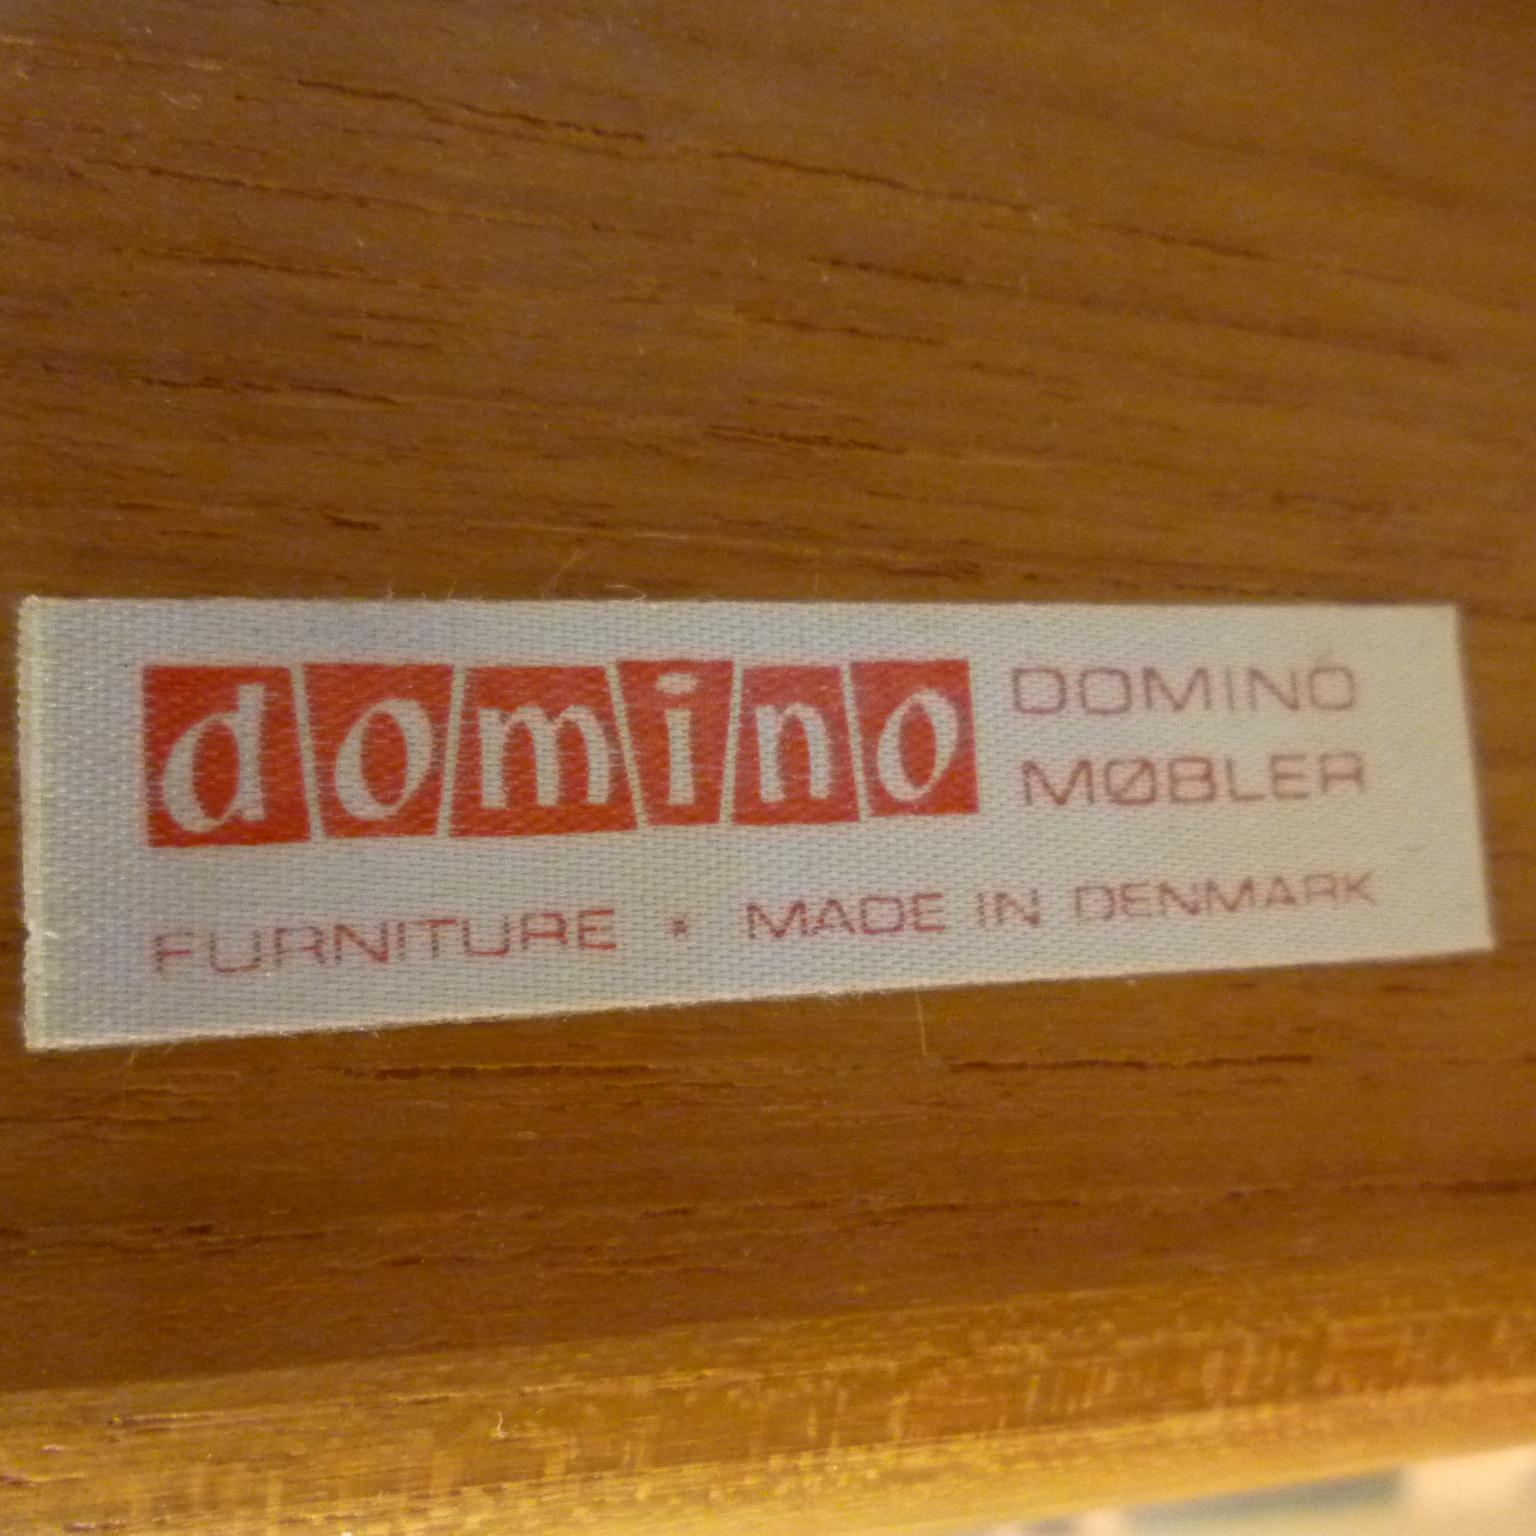 domino DOMINO
MØBLER
FURNITURE * MADE IN DENMARK